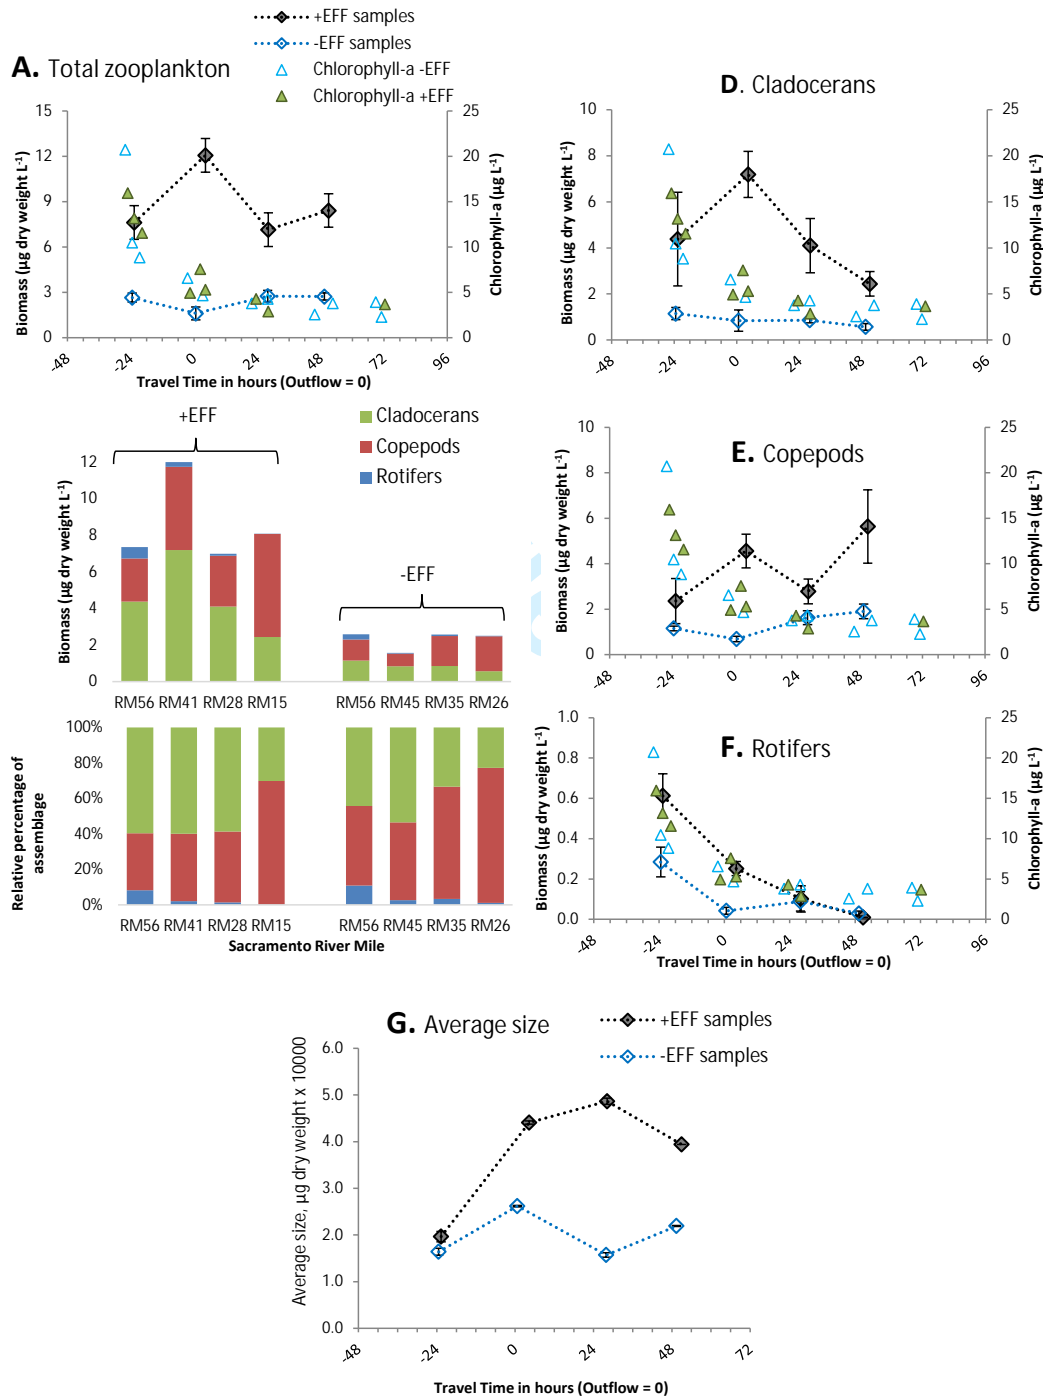 +EFF samples
-EFF samples
Chlorophyll-a -EFF
Chlorophyll-a +EFF
A. Total zooplankton
Biomass (µg dry weight L-1)
15
12
9
6
3
0
25
20
15
10
5
0
Chlorophyll-a (µg L-1)
-48
-24
0
24
48
72
96
Travel Time in hours (Outflow = 0)
D. Cladocerans
Biomass (µg dry weight L-1)
10
8
6
4
2
0
25
20
15
10
5
0
Chlorophyll-a (µg L-1)
-48
-24
0
24
48
72
96
+EFF
Cladocerans
Copepods
Rotifers
-EFF
Biomass (µg dry weight L-1)
12
10
8
6
4
2
0
RM56 RM41 RM28 RM15
RM56 RM45 RM35 RM26
E. Copepods
Biomass (µg dry weight L-1)
10
8
6
4
2
0
25
20
15
10
5
0
Chlorophyll-a (µg L-1)
-48
-24
0
24
48
72
96
Relative percentage of
assemblage
100%
80%
60%
40%
20%
0%
RM56 RM41 RM28 RM15
RM56 RM45 RM35 RM26
Sacramento River Mile
F. Rotifers
Biomass (µg dry weight L-1)
1.0
0.8
0.6
0.4
0.2
0.0
25
20
15
10
5
0
Chlorophyll-a (µg L-1)
-48
-24
0
24
48
72
96
Travel Time in hours (Outflow = 0)
G. Average size
+EFF samples
-EFF samples
Average size, µg dry weight x 10000
6.0
5.0
4.0
3.0
2.0
1.0
0.0
-48
-24
0
24
48
72
Travel Time in hours (Outflow = 0)